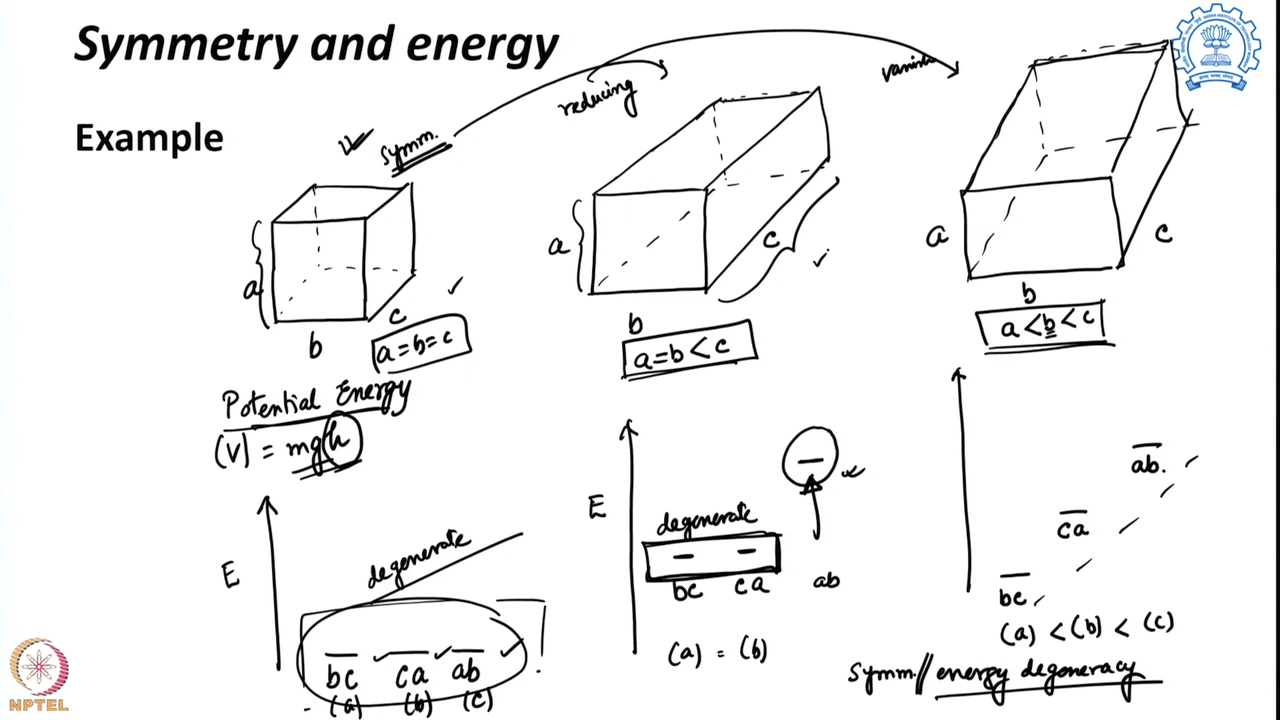 Symmetry and energy
Example
Symm.
reducing
a
b
c
a=b=c
a
b
c
a=b<c
a
b
c
a<b<c
Potential Energy
(V) = mgh
E
degenerate
bc ca ab
(a) (b) (c)
E
degenerate
bc ca ab
(a) = (b)
ab.
ca
bc
(a) < (b) < (c)
Symm // energy degeneracy
NPTEL